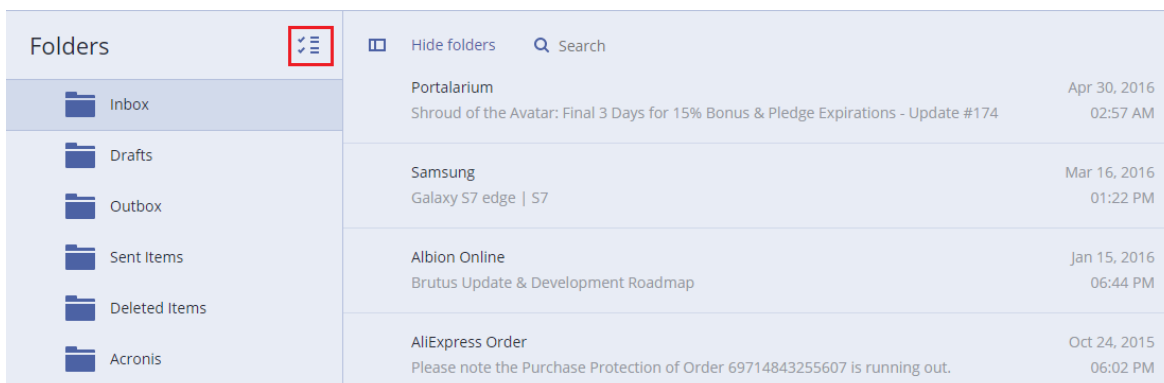 Folders
Inbox
Drafts
Outbox
Sent Items
Deleted Items
Acronis
Hide folders
Search
Portalarium
Apr 30, 2016
Shroud of the Avatar: Final 3 Days for 15% Bonus & Pledge Expirations - Update #174
02:57 AM
Samsung
Mar 16, 2016
Galaxy S7 edge | S7
01:22 PM
Albion Online
Jan 15, 2016
Brutus Update & Development Roadmap
06:44 PM
AliExpress Order
Oct 24, 2015
Please note the Purchase Protection of Order 69714843255607 is running out.
06:02 PM